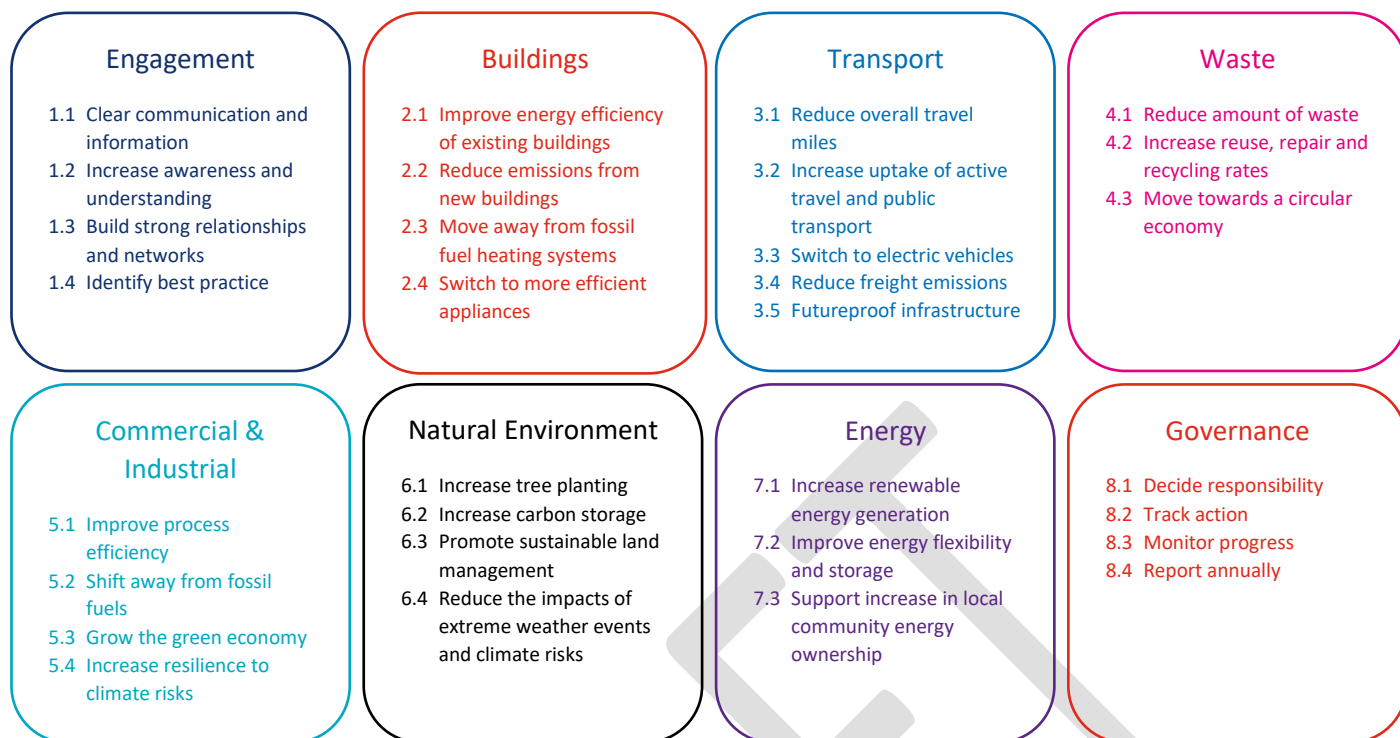 Engagement
1.1 Clear communication and
information
1.2 Increase awareness and
understanding
1.3 Build strong relationships
and networks
1.4 Identify best practice
Buildings
2.1 Improve energy efficiency
of existing buildings
2.2 Reduce emissions from
new buildings
2.3 Move away from fossil
fuel heating systems
2.4 Switch to more efficient
appliances
Transport
3.1 Reduce overall travel
miles
3.2 Increase uptake of active
travel and public
transport
3.3 Switch to electric vehicles
3.4 Reduce freight emissions
3.5 Futureproof infrastructure
Waste
4.1 Reduce amount of waste
4.2 Increase reuse, repair and
recycling rates
4.3 Move towards a circular
economy
Commercial &
Industrial
5.1 Improve process
efficiency
5.2 Shift away from fossil
fuels
5.3 Grow the green economy
5.4 Increase resilience to
climate risks
Natural Environment
6.1 Increase tree planting
6.2 Increase carbon storage
6.3 Promote sustainable land
management
6.4 Reduce the impacts of
extreme weather events
and climate risks
Energy
7.1 Increase renewable
energy generation
7.2 Improve energy flexibility
and storage
7.3 Support increase in local
community energy
ownership
Governance
8.1 Decide responsibility
8.2 Track action
8.3 Monitor progress
8.4 Report annually